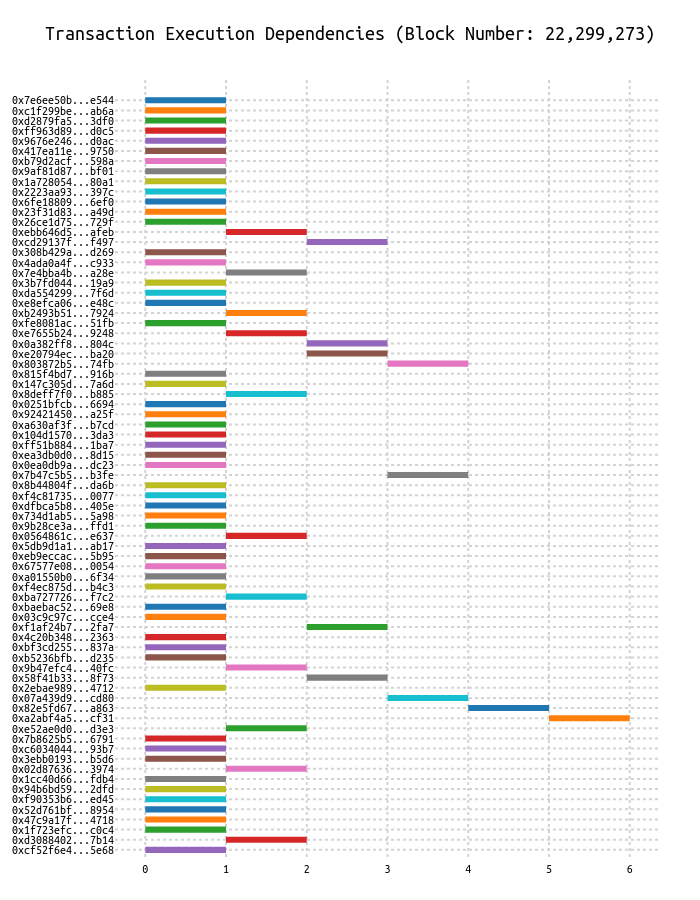 Transaction Execution Dependencies (Block Number: 22,299,273)
0x7e6ee50b...e544
0xc1f299be...ab6a
0xd2879fa5...3df0
0xff963d89...d0c5
0x9676e246...d0ac
0x417ea11e...9750
0xb79d2acf...598a
0x9af81d87...bf01
0x1a728054...80a1
0x2223aa93...397c
0x6fe18809...6ef0
0x23f31d83...a49d
0x26ce1d75...729f
0xebb646d5...afeb
0xcd29137f...f497
0x308b429a...d269
0x4ada0a4f...c933
0x7e4bba4b...a28e
0x3b7fd044...19a9
0xda554299...7f6d
0xe8efca06...e48c
0xb2493b51...7924
0xfe8081ac...51fb
0xe7655b24...9248
0x0a382ff8...804c
0xe20794ec...ba20
0x803872b5...74fb
0x815f4bd7...916b
0x147c305d...7a6d
0x8deff7f0...b885
0x0251bfcb...6694
0x92421450...a25f
0xa630af3f...b7cd
0x104d1570...3da3
0xff51b884...1ba7
0xea3db0d0...8d15
0x0ea0db9a...dc23
0x7b47c5b5...b3fe
0x8b44804f...da6b
0xf4c81735...0077
0xdfbca5b8...405e
0x734d1ab5...5a98
0x9b28ce3a...ffd1
0x0564861c...e637
0x5db9d1a1...ab17
0xeb9eccac...5b95
0x67577e08...0054
0xa01550b0...6f34
0xf4ec875d...b4c3
0xba727726...f7c2
0xbaebac52...69e8
0x03c9c97c...cce4
0xf1af24b7...2fa7
0x4c20b348...2363
0xbf3cd255...837a
0xb5236bfb...d235
0x9b47efc4...40fc
0x58f41b33...8f73
0x2ebae989...4712
0x07a439d9...cd80
0x82e5fd67...a863
0xa2abf4a5...cf31
0xe52ae0d0...d3e3
0x7b8625b5...6791
0xc6034044...93b7
0x3ebb0193...b5d6
0x02d87636...3974
0x1cc40d66...fdb4
0x94b6bd59...2dfd
0xf90353b6...ed45
0x52d761bf...8954
0x47c9a17f...4718
0x1f723efc...c0c4
0xd3088402...7b14
0xcf52f6e4...5e68
0 1 2 3 4 5 6